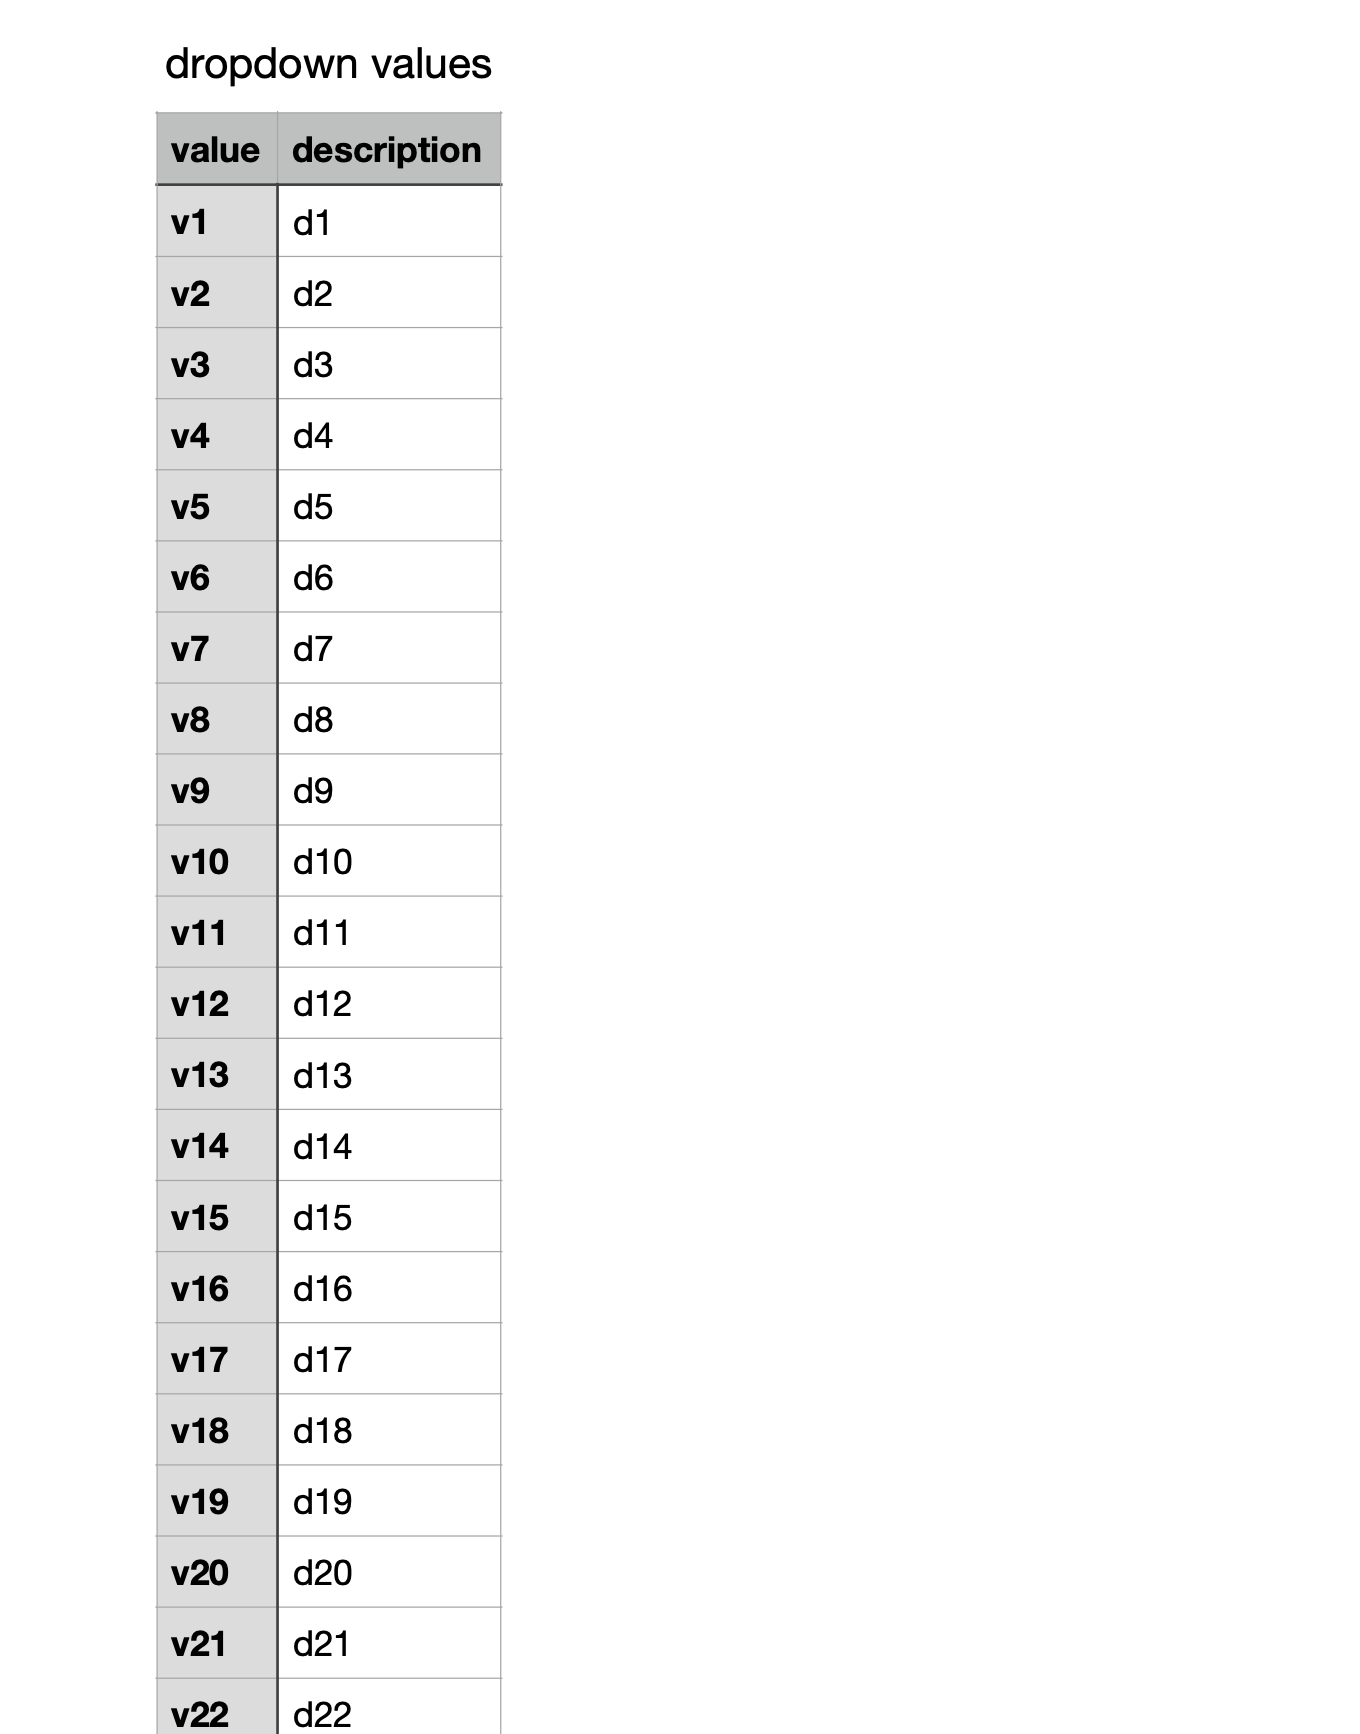 dropdown values
value description
v1 d1
v2 d2
v3 d3
v4 d4
v5 d5
v6 d6
v7 d7
v8 d8
v9 d9
v10 d10
v11 d11
v12 d12
v13 d13
v14 d14
v15 d15
v16 d16
v17 d17
v18 d18
v19 d19
v20 d20
v21 d21
v22 d22